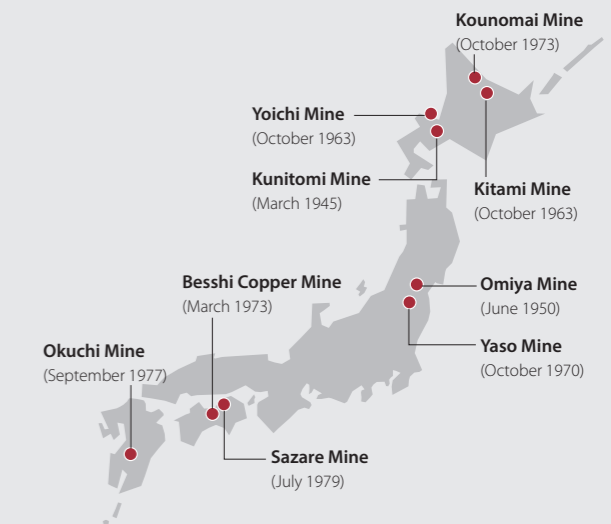 Kounomai Mine
(October 1973)
Yoichi Mine
(October 1963)
Kunitomi Mine
(March 1945)
Kitami Mine
(October 1963)
Besshi Copper Mine
(March 1973)
Omiya Mine
(June 1950)
Yaso Mine
(October 1970)
Okuchi Mine
(September 1977)
Sazare Mine
(July 1979)